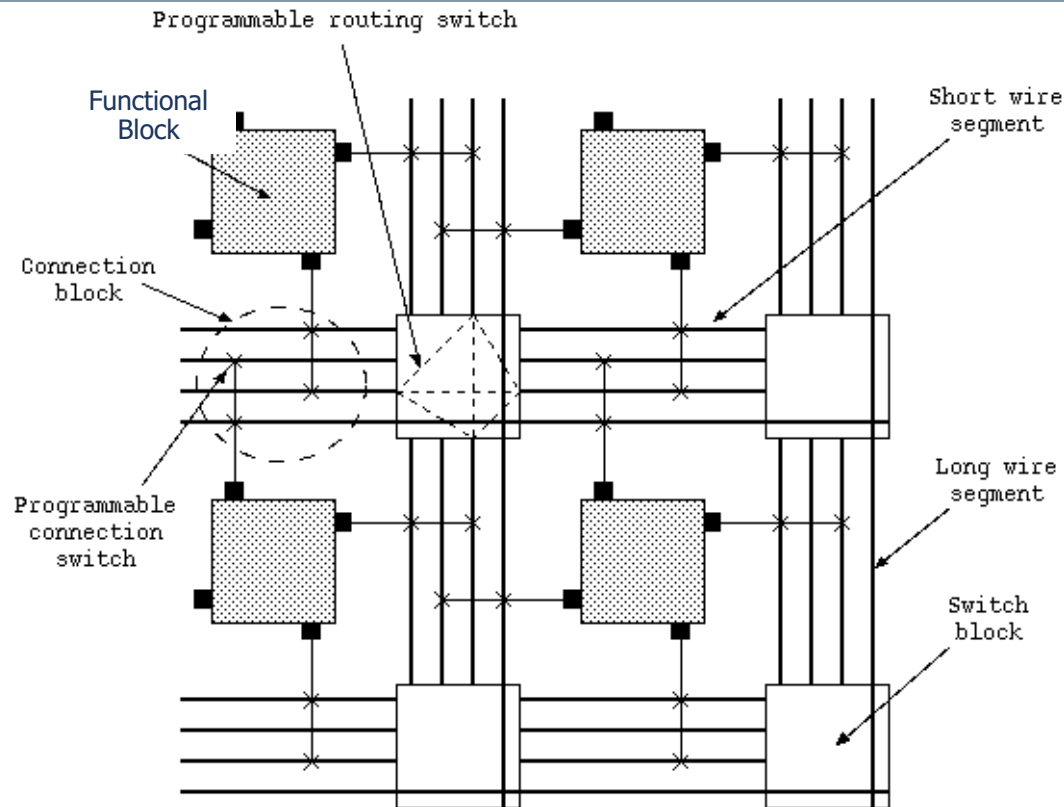 Programmable routing switch
Functional
Block
Short wire
segment
Connection
block
Programmable
connection
switch
Long wire
segment
Switch
block